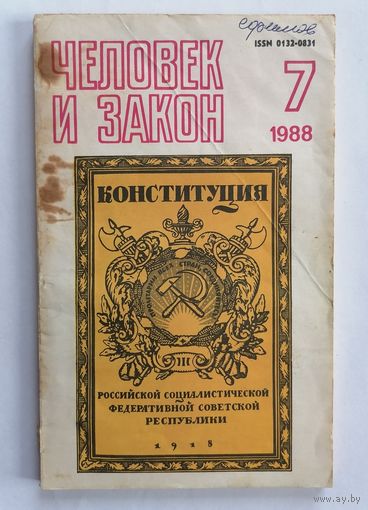 ISSN 0132-0831
ЧЕЛОВЕК
И ЗАКОН
7
1988
КОНСТИТУЦИЯ
РОССИЙСКОЙ СОЦИАЛИСТИЧЕСКОЙ
ФЕДЕРАТИВНОЙ СОВЕТСКОЙ
РЕСПУБЛИКИ
1918
www.ay.by